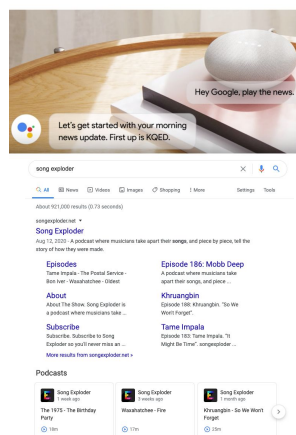 Hey Google, play the news.
Let's get started with your morning
news update. First up is KQED.
song exploder
All News Videos Images Shopping More Settings Tools
About 921,000 results (0.73 seconds)
songexploder.net
Song Exploder
Aug 12, 2020 - A podcast where musicians take apart their songs, and piece by piece, tell the
story of how they were made.
Episodes
Tame Impala - The Postal Service -
Bon Iver - Waxahatchee - Oldest
Episode 186: Mobb Deep
A podcast where musicians take
apart their songs, and piece ...
About
About The Show. Song Exploder is
a podcast where musicians take ...
Khruangbin
Episode 188: Khruangbin. "So We
Won't Forget".
Subscribe
Subscribe. Subscribe to Song
Exploder so you'll never miss an ...
Tame Impala
Episode 183: Tame Impala. "It
Might Be Time". songexploder ...
More results from songexploder.net »
Podcasts
Song Exploder
1 week ago
The 1975 - The Birthday
Party
18m
Song Exploder
3 weeks ago
Waxahatchee - Fire
17m
Song Exploder
1 month ago
Khruangbin - So We Won't
Forget
25m